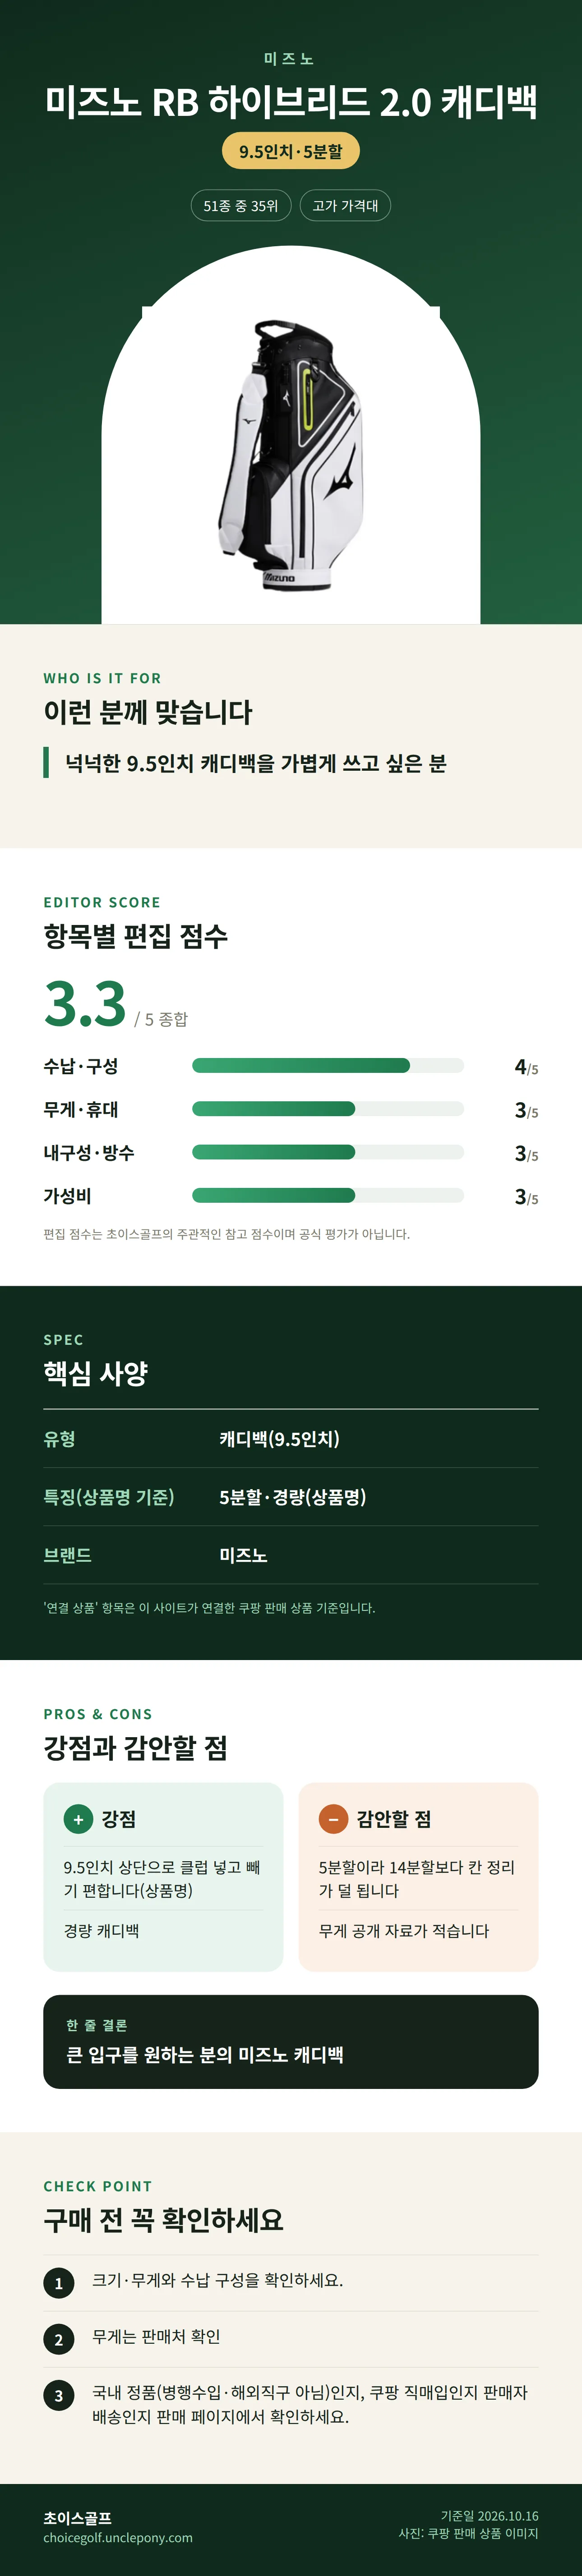 미즈노
미즈노 RB 하이브리드 2.0 캐디백
9.5인치·5분할
51종 중 35위
고가 가격대
MIZUNO
WHO IS IT FOR
이런 분께 맞습니다
넉넉한 9.5인치 캐디백을 가볍게 쓰고 싶은 분
EDITOR SCORE
항목별 편집 점수
3.3 / 5 종합
수납·구성 4/5
무게·휴대 3/5
내구성·방수 3/5
가성비 3/5
편집 점수는 초이스골프의 주관적인 참고 점수이며 공식 평가가 아닙니다.
SPEC
핵심 사양
유형 캐디백(9.5인치)
특징(상품명 기준) 5분할·경량(상품명)
브랜드 미즈노
'연결 상품' 항목은 이 사이트가 연결한 쿠팡 판매 상품 기준입니다.
PROS & CONS
강점과 감안할 점
+ 강점
9.5인치 상단으로 클럽 넣고 빼
기 편합니다(상품명)
경량 캐디백
− 감안할 점
5분할이라 14분할보다 칸 정리
가 덜 됩니다
무게 공개 자료가 적습니다
한 줄 결론
큰 입구를 원하는 분의 미즈노 캐디백
CHECK POINT
구매 전 꼭 확인하세요
1 크기·무게와 수납 구성을 확인하세요.
2 무게는 판매처 확인
3 국내 정품(병행수입·해외직구 아님)인지, 쿠팡 직매입인지 판매자
배송인지 판매 페이지에서 확인하세요.
초이스골프
choicegolf.unclepony.com
기준일 2026.10.16
사진: 쿠팡 판매 상품 이미지